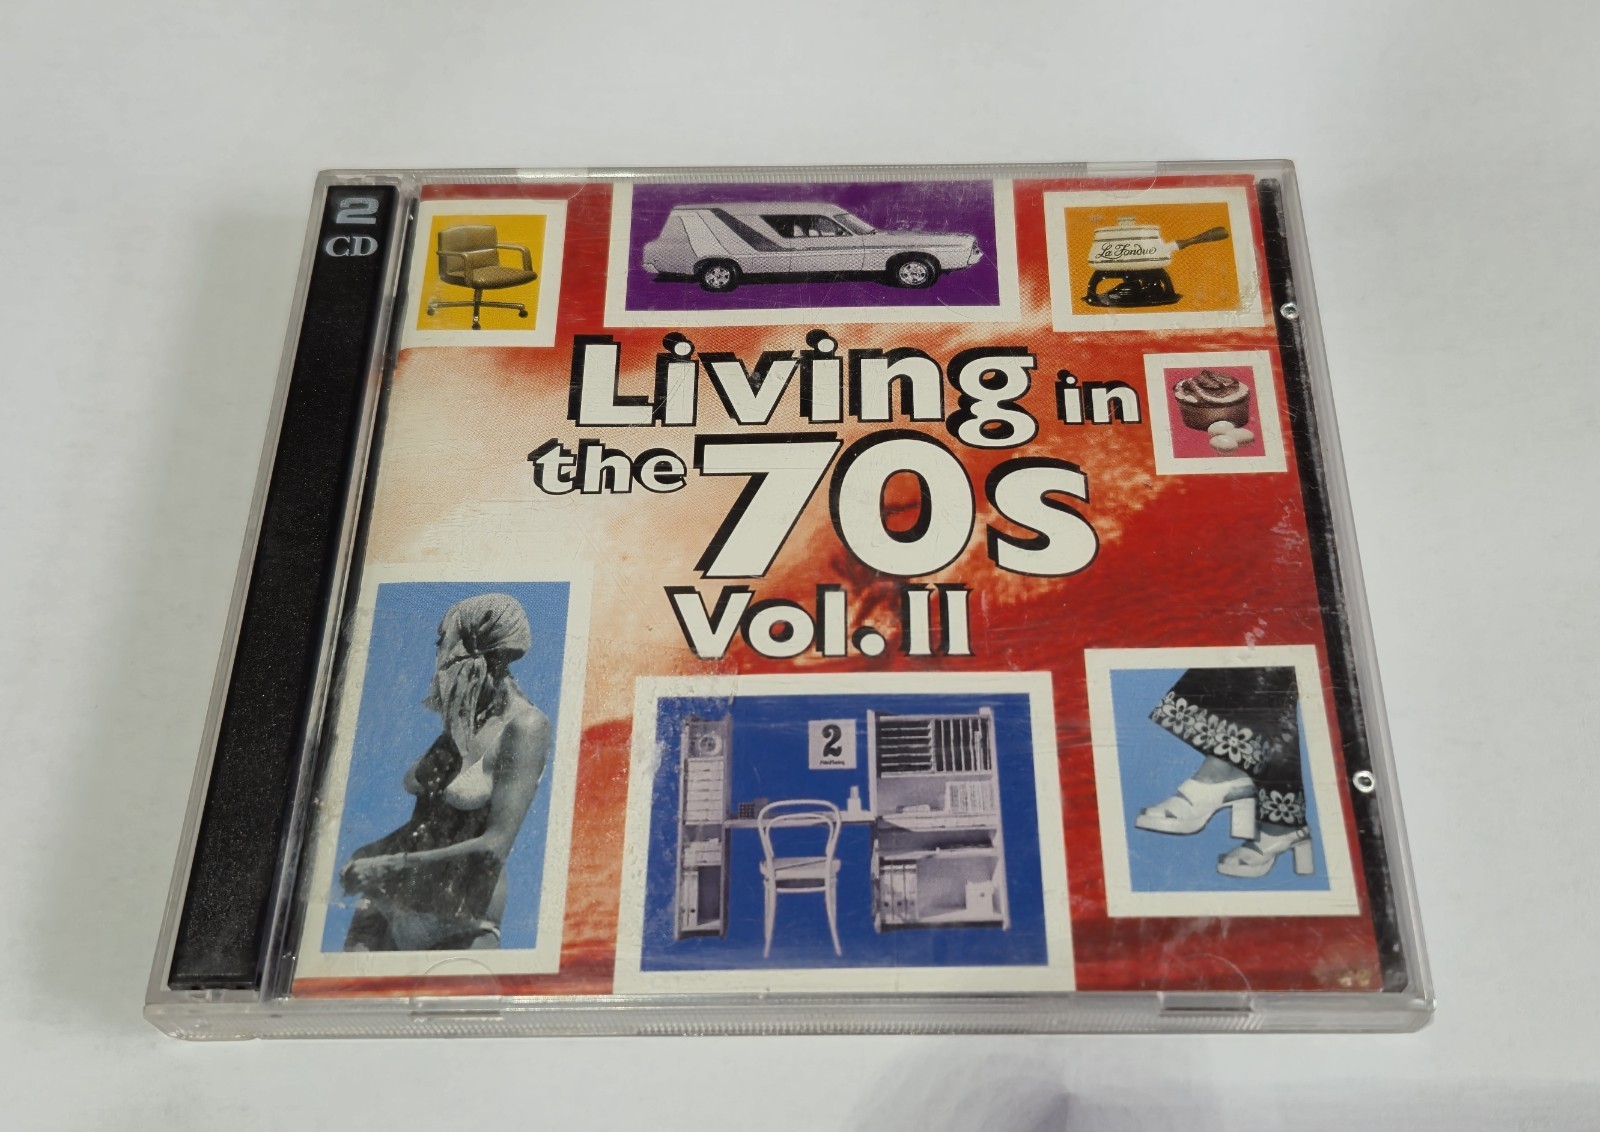 2
CD
La Fondue
Living in
the 70s
Vol. II
2